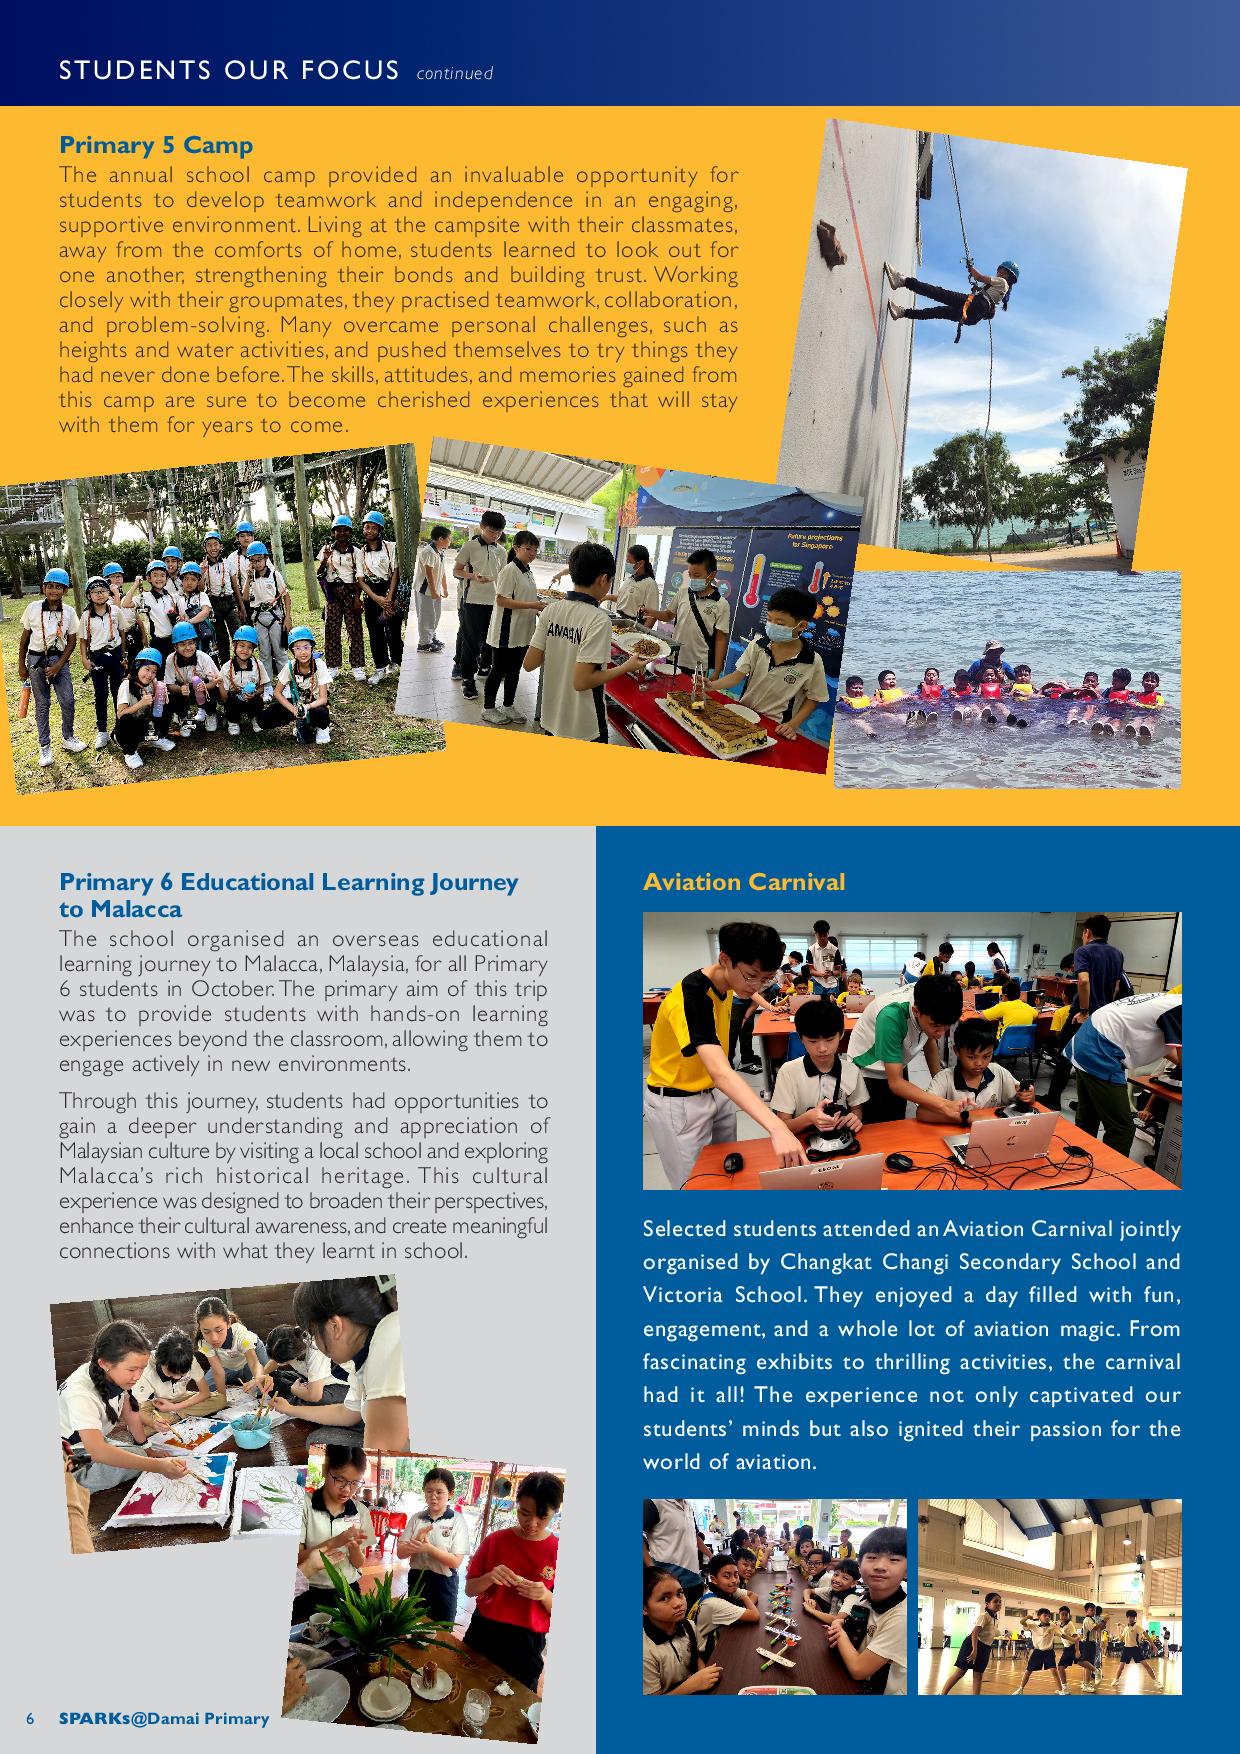 STUDENTS OUR FOCUS continued
Primary 5 Camp
The annual school camp provided an invaluable opportunity for
students to develop teamwork and independence in an engaging,
supportive environment. Living at the campsite with their classmates,
away from the comforts of home, students learned to look out for
one another, strengthening their bonds and building trust. Working
closely with their groupmates, they practised teamwork, collaboration,
and problem-solving. Many overcame personal challenges, such as
heights and water activities, and pushed themselves to try things they
had never done before. The skills, attitudes, and memories gained from
this camp are sure to become cherished experiences that will stay
with them for years to come.
Future projections
for Singapore
Primary 6 Educational Learning Journey
to Malacca
The school organised an overseas educational
learning journey to Malacca, Malaysia, for all Primary
6 students in October. The primary aim of this trip
was to provide students with hands-on learning
experiences beyond the classroom, allowing them to
engage actively in new environments.
Through this journey, students had opportunities to
gain a deeper understanding and appreciation of
Malaysian culture by visiting a local school and exploring
Malacca's rich historical heritage. This cultural
experience was designed to broaden their perspectives,
enhance their cultural awareness, and create meaningful
connections with what they learnt in school.
Aviation Carnival
Selected students attended an Aviation Carnival jointly
organised by Changkat Changi Secondary School and
Victoria School. They enjoyed a day filled with fun,
engagement, and a whole lot of aviation magic. From
fascinating exhibits to thrilling activities, the carnival
had it all! The experience not only captivated our
students' minds but also ignited their passion for the
world of aviation.
6 SPARKs@Damai Primary